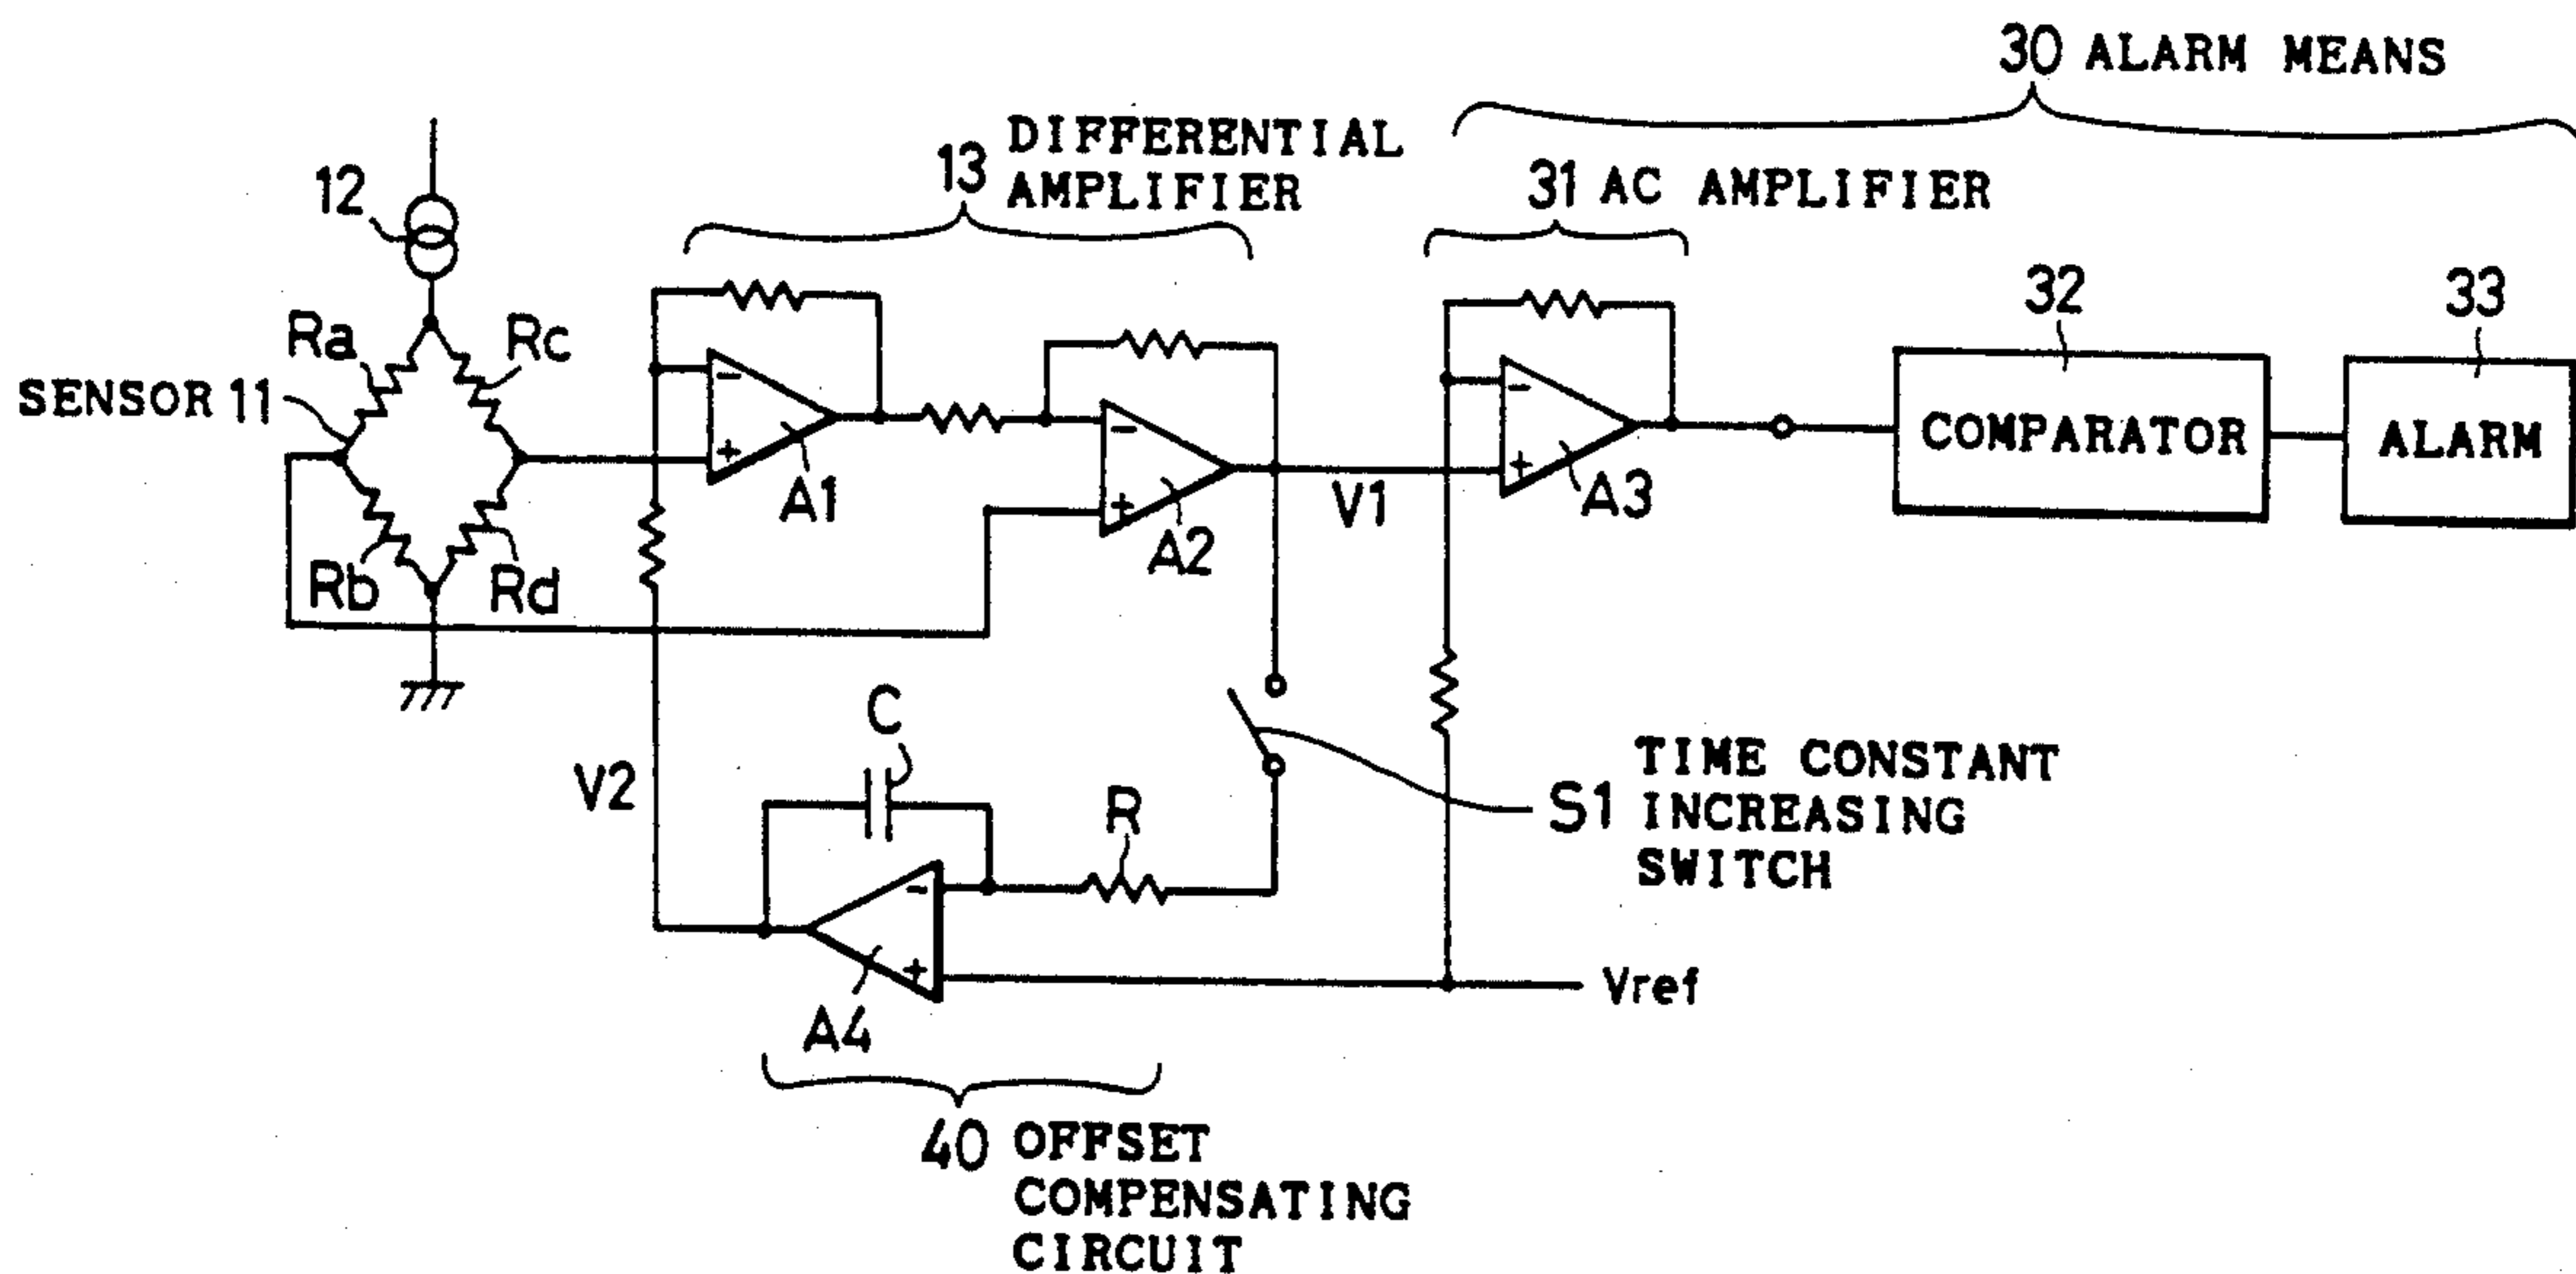 30 ALARM MEANS
13 DIFFERENTIAL
AMPLIFIER
31 AC AMPLIFIER
12
32
33
Ra
Rc
SENSOR 11
-
+
A1
-
+
A2
V1
-
+
A3
COMPARATOR
ALARM
Rb
Rd
C
V2
R
S1 TIME CONSTANT
INCREASING
SWITCH
-
+
A4
Vref
40 OFFSET
COMPENSATING
CIRCUIT